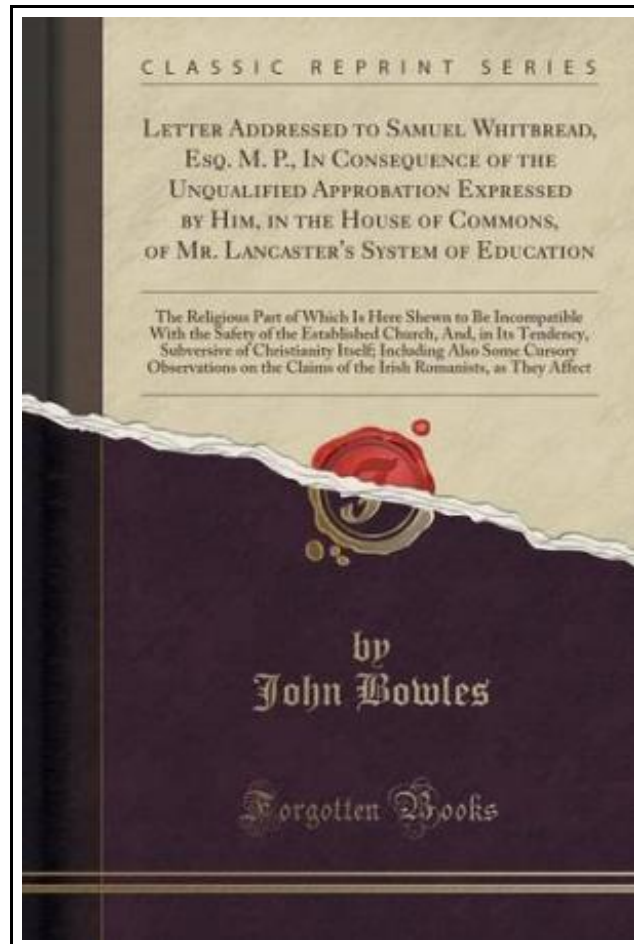 CLASSIC REPRINT SERIES
LETTER ADDRESSED TO SAMUEL WHITBREAD,
ESQ. M. P., IN CONSEQUENCE OF THE
UNQUALIFIED APPROBATION EXPRESSED
BY HIM, IN THE HOUSE OF COMMONS,
OF MR. LANCASTER'S SYSTEM OF EDUCATION
The Religious Part of Which Is Here Shewn to Be Incompatible
With the Safety of the Established Church, And, in Its Tendency,
Subversive of Christianity Itself; Including Also Some Cursory
Observations on the Claims of the Irish Romanists, as They Affect
by
John Bowles
Forgotten Books